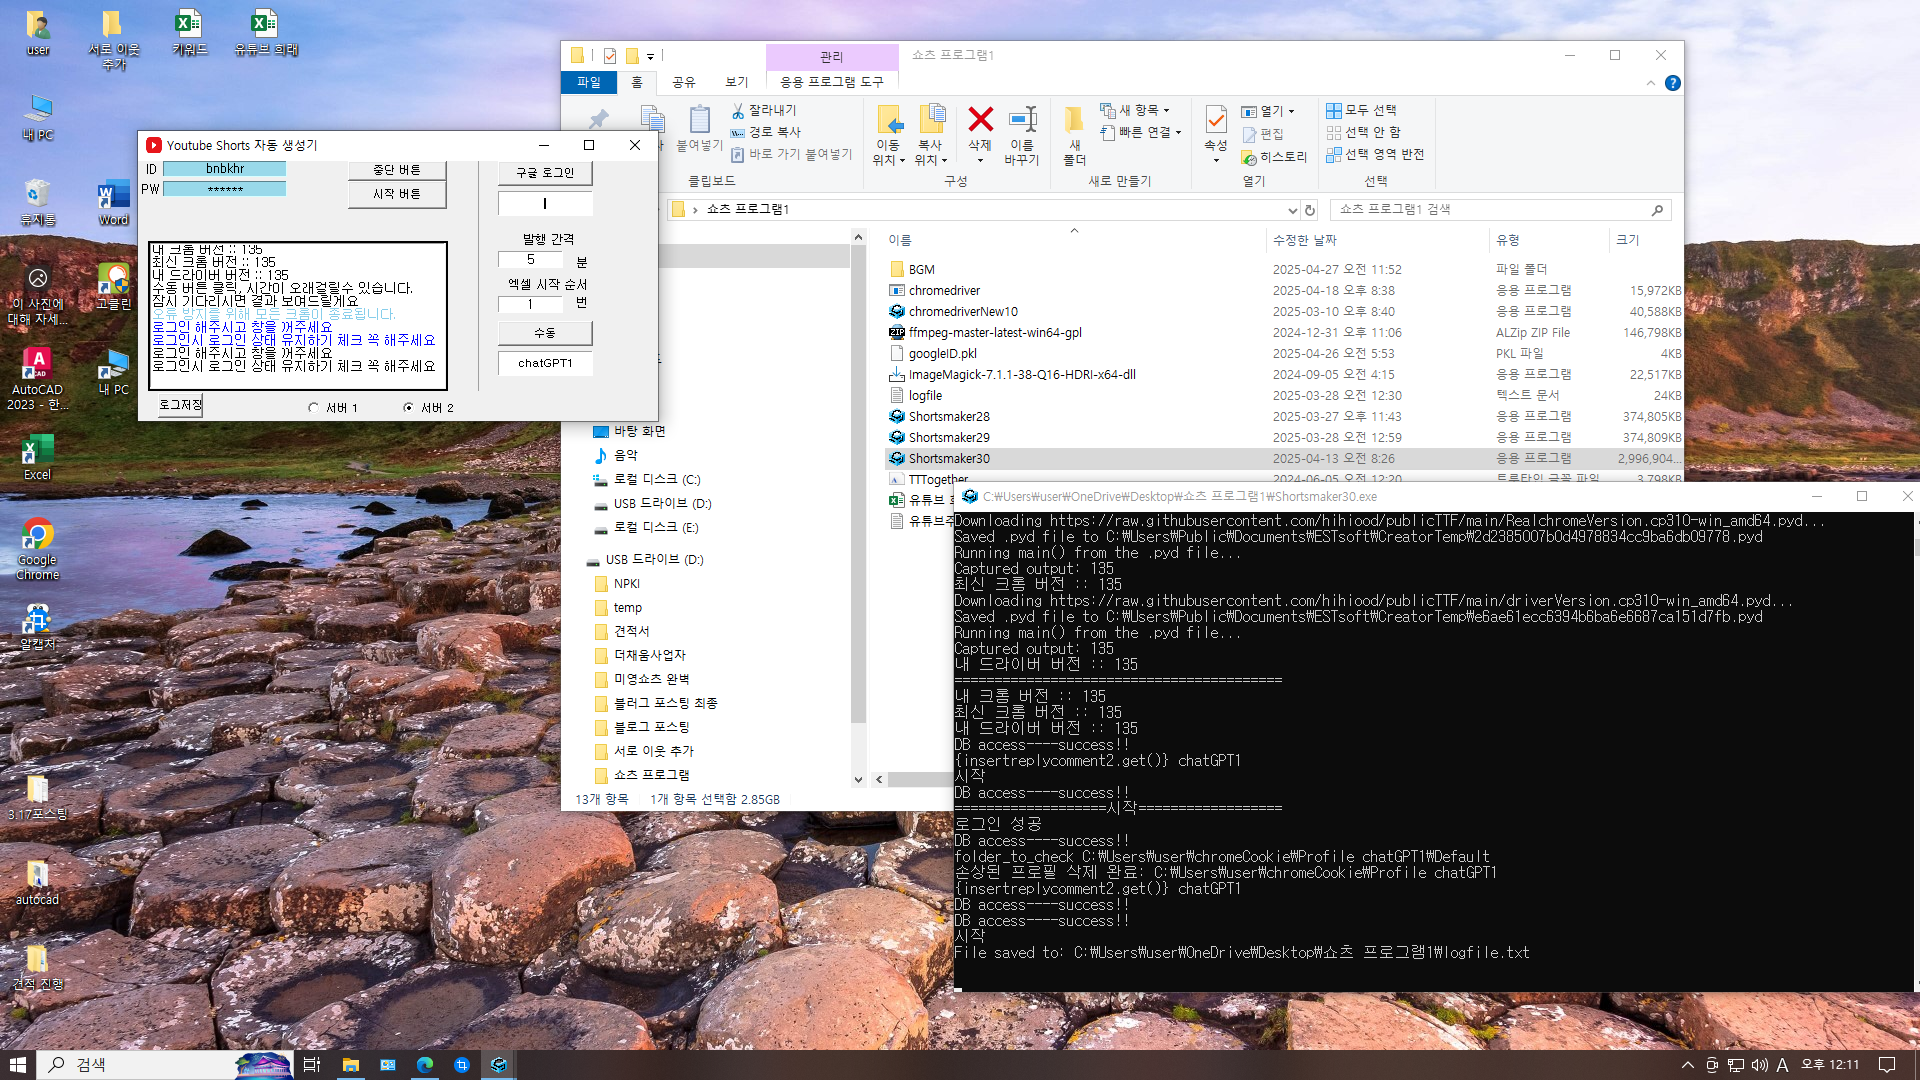 user
서로 이웃
추가
키워드
유튜브 희래
내 PC
휴지통
Word
이 사진에
대해 자세...
고클린
AutoCAD
2023 - 한...
내 PC
Excel
Google
Chrome
알캡처
3.17포스팅
autocad
견적 진행
Youtube Shorts 자동 생성기
ID
bnbkhr
PW
******
중단 버튼
시작 버튼
구글 로그인
발행 간격
5
분
엑셀 시작 순서
1
번
수동
chatGPT1
내 크롬 버전 :: 135
최신 크롬 버전 :: 135
내 드라이버 버전 :: 135
수동 버튼 클릭, 시간이 오래걸릴수 있습니다.
잠시 기다리시면 결과 보여드릴게요
오류 방지를 위해 모든 크롬이 종료됩니다.
로그인 해주시고 창을 꺼주세요
로그인시 로그인 상태 유지하기 체크 꼭 해주세요
로그인 해주시고 창을 꺼주세요
로그인시 로그인 상태 유지하기 체크 꼭 해주세요
로그저장
서버 1
서버 2
관리
쇼츠 프로그램1
파일
홈
공유
보기
응용 프로그램 도구
붙여넣기
잘라내기
경로 복사
바로 가기 붙여넣기
클립보드
이동
위치
복사
위치
삭제
이름
바꾸기
구성
새
폴더
새 항목
빠른 연결
새로 만들기
속성
열기
편집
히스토리
열기
모두 선택
선택 안 함
선택 영역 반전
선택
쇼츠 프로그램1
쇼츠 프로그램1 검색
이름
수정한 날짜
유형
크기
BGM 2025-04-27 오전 11:52 파일 폴더
chromedriver 2025-04-18 오후 8:38 응용 프로그램 15,972KB
chromedriverNew10 2025-03-10 오후 8:40 응용 프로그램 40,588KB
ffmpeg-master-latest-win64-gpl 2024-12-31 오후 11:06 ALZip ZIP File 146,798KB
googleID.pkl 2025-04-26 오전 5:53 PKL 파일 4KB
ImageMagick-7.1.1-38-Q16-HDRI-x64-dll 2024-09-05 오전 4:15 응용 프로그램 22,517KB
logfile 2025-03-28 오전 12:30 텍스트 문서 24KB
Shortsmaker28 2025-03-27 오전 11:43 응용 프로그램 374,805KB
Shortsmaker29 2025-03-28 오전 12:59 응용 프로그램 374,809KB
Shortsmaker30 2025-04-13 오전 8:26 응용 프로그램 2,996,904...
TTTogether 2024-06-05 오전 12:20 트루타입 글꼴 파일 3,798KB
유튜브
유튜브주
바탕 화면
음악
로컬 디스크 (C:)
USB 드라이브 (D:)
로컬 디스크 (E:)
USB 드라이브 (D:)
NPKI
temp
견적서
더채움사업자
미영쇼츠 완벽
블러그 포스팅 최종
블로그 포스팅
서로 이웃 추가
쇼츠 프로그램
13개 항목
1개 항목 선택함 2.85GB
C:\Users\user\OneDrive\Desktop\쇼츠 프로그램1\Shortsmaker30.exe
Downloading https://raw.githubusercontent.com/hihiood/publicTTF/main/RealchromeVersion.cp310-win_amd64.pyd...
Saved .pyd file to C:\Users\Public\Documents\ESTsoft\CreatorTemp\2d2385007b0d4978834cc9ba6db09778.pyd
Running main() from the .pyd file...
Captured output: 135
최신 크롬 버전 :: 135
Downloading https://raw.githubusercontent.com/hihiood/publicTTF/main/driverVersion.cp310-win_amd64.pyd...
Saved .pyd file to C:\Users\Public\Documents\ESTsoft\CreatorTemp\e6ae61ecc6394b6ba6e6687ca151d7fb.pyd
Running main() from the .pyd file...
Captured output: 135
내 드라이버 버전 :: 135
=========================================
내 크롬 버전 :: 135
최신 크롬 버전 :: 135
내 드라이버 버전 :: 135
DB access----success!!
{insertreplycomment2.get()} chatGPT1
시작
DB access----success!!
===================시작==================
로그인 성공
DB access----success!!
folder_to_check C:\Users\user\chromeCookie\Profile chatGPT1\Default
손상된 프로필 삭제 완료: C:\Users\user\chromeCookie\Profile chatGPT1
{insertreplycomment2.get()} chatGPT1
DB access----success!!
DB access----success!!
시작
File saved to: C:\Users\user\OneDrive\Desktop\쇼츠 프로그램1\logfile.txt
검색
A
오후 12:11